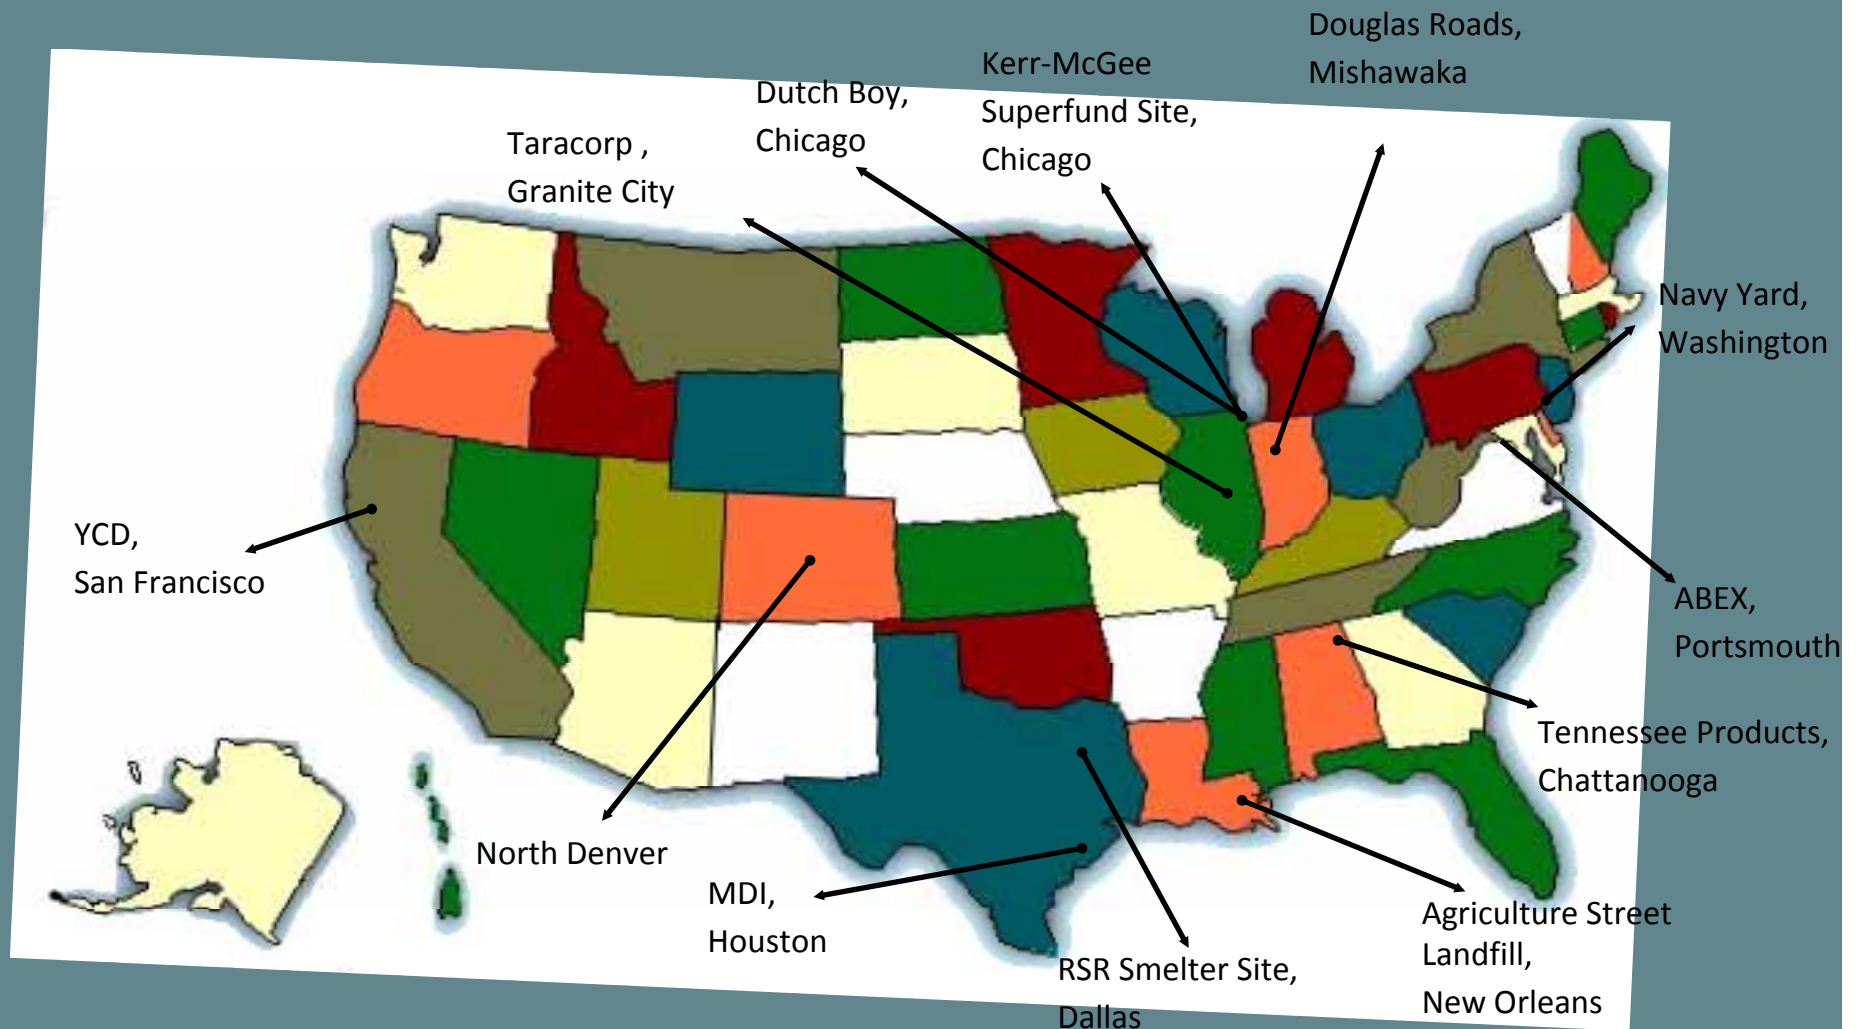 Douglas Roads,
Mishawaka
Kerr-McGee
Superfund Site,
Chicago
Dutch Boy,
Chicago
Taracorp ,
Granite City
Navy Yard,
Washington
YCD,
San Francisco
ABEX,
Portsmouth
Tennessee Products,
Chattanooga
North Denver
MDI,
Houston
RSR Smelter Site,
Dallas
Agriculture Street
Landfill,
New Orleans